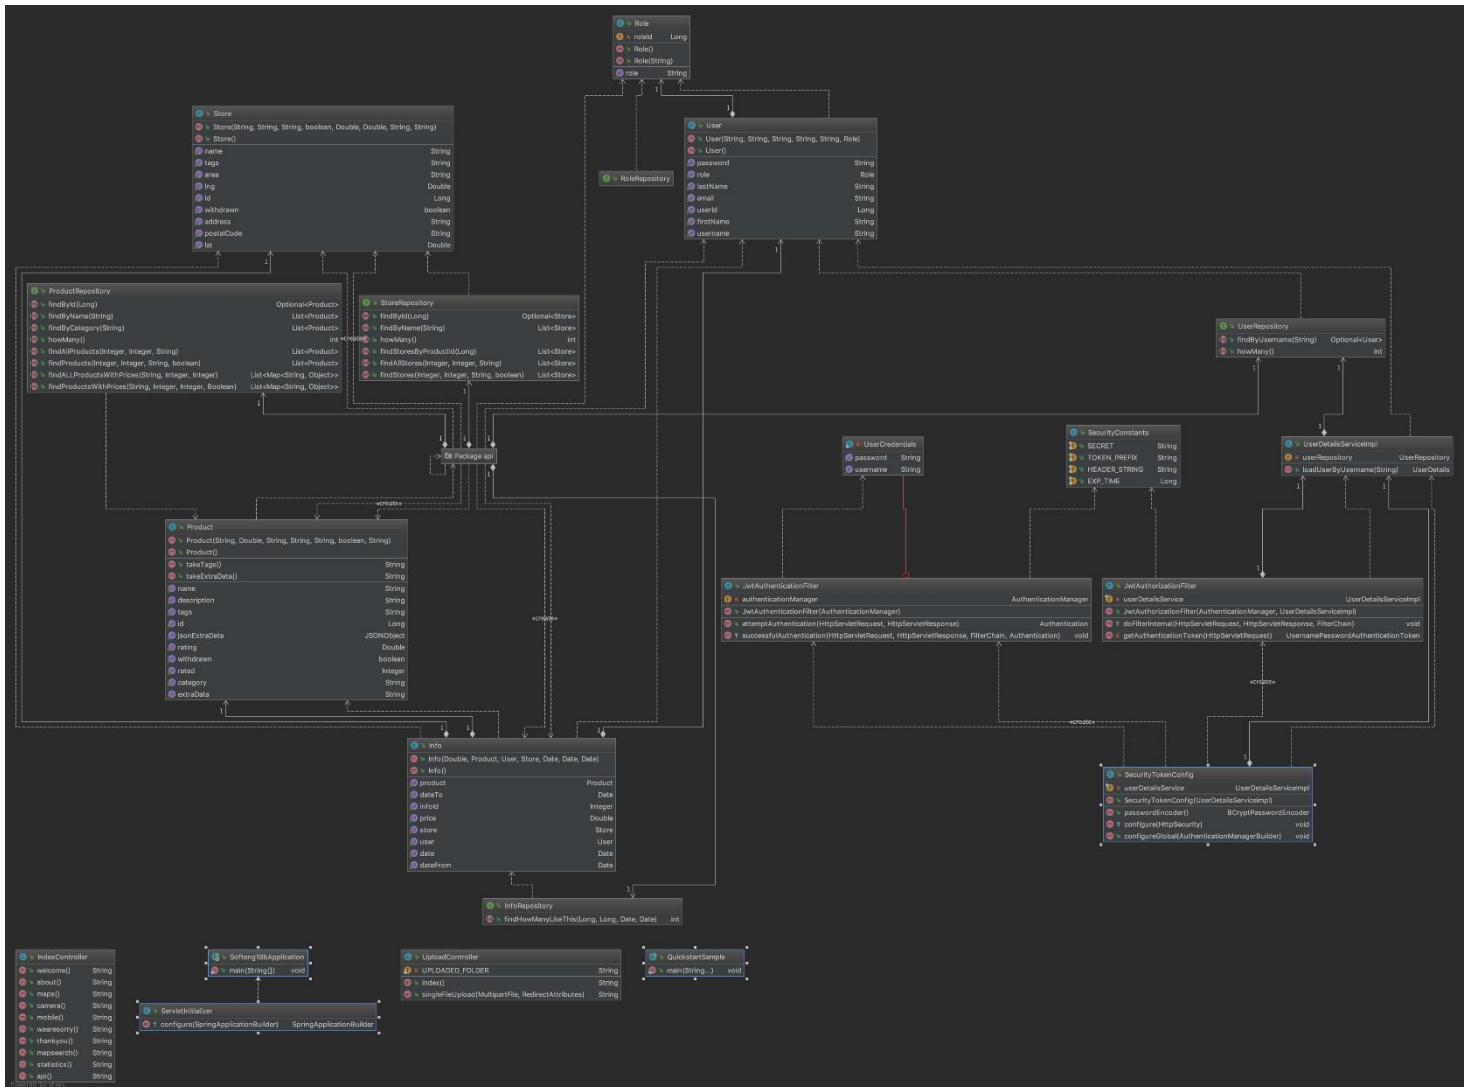 Role
roleId Long
Role()
Role(String)
role String
Store
Store(String, String, String, boolean, Double, Double, String, String)
Store()
name String
tags String
area String
lng Double
id Long
withdrawn boolean
address String
postalCode String
lat Double
User
User(String, String, String, String, String, Role)
User()
password String
role Role
lastName String
email String
userId Long
firstName String
username String
RoleRepository
ProductRepository
findById(Long) Optional<Product>
findByName(String) List<Product>
findByCategory(String) List<Product>
howMany() int
findAllProducts(Integer, Integer, String) List<Product>
findProducts(Integer, Integer, String, boolean) List<Product>
findALLProductsWithPrices(String, Integer, Integer) List<Map<String, Object>>
findProductsWithPrices(String, Integer, Integer, Boolean) List<Map<String, Object>>
«create»
StoreRepository
findById(Long) Optional<Store>
findByName(String) List<Store>
howMany() int
findStoresByProductId(Long) List<Store>
findAllStores(Integer, Integer, String) List<Store>
findStores(Integer, Integer, String, boolean) List<Store>
UserRepository
findByUsername(String) Optional<User>
howMany() int
Package api
UserCredentials
password String
username String
SecurityConstants
SECRET String
TOKEN_PREFIX String
HEADER_STRING String
EXP_TIME Long
UserDetailsServiceImpl
userRepository UserRepository
loadUserByUsername(String) UserDetails
«create»
Product
Product(String, Double, String, String, String, boolean, String)
Product()
takeTags() String
takeExtraData() String
name String
description String
tags String
id Long
jsonExtraData JSONObject
rating Double
withdrawn boolean
rated Integer
category String
extraData String
«create»
JwtAuthenticationFilter
authenticationManager AuthenticationManager
JwtAuthenticationFilter(AuthenticationManager)
attemptAuthentication(HttpServletRequest, HttpServletResponse) Authentication
successfulAuthentication(HttpServletRequest, HttpServletResponse, FilterChain, Authentication) void
JwtAuthorizationFilter
userDetailsService UserDetailsServiceImpl
JwtAuthorizationFilter(AuthenticationManager, UserDetailsServiceImpl)
doFilterInternal(HttpServletRequest, HttpServletResponse, FilterChain) void
getAuthenticationToken(HttpServletRequest) UsernamePasswordAuthenticationToken
«create»
«create»
Info
Info(Double, Product, User, Store, Date, Date, Date)
Info()
product Product
dateTo Date
infoId Integer
price Double
store Store
user User
date Date
dateFrom Date
SecurityTokenConfig
userDetailsService UserDetailsServiceImpl
SecurityTokenConfig(UserDetailsServiceImpl)
passwordEncoder() BCryptPasswordEncoder
configure(HttpSecurity) void
configureGlobal(AuthenticationManagerBuilder) void
InfoRepository
findHowManyLikeThis(Long, Long, Date, Date) int
IndexController
welcome() String
about() String
maps() String
camera() String
mobile() String
wearesorry() String
thankyou() String
mapsearch() String
statistics() String
api() String
Softeng18bApplication
main(String[]) void
ServletInitializer
configure(SpringApplicationBuilder) SpringApplicationBuilder
UploadController
UPLOADED_FOLDER String
index() String
singleFileUpload(MultipartFile, RedirectAttributes) String
QuickstartSample
main(String...) void
Powered by yFiles